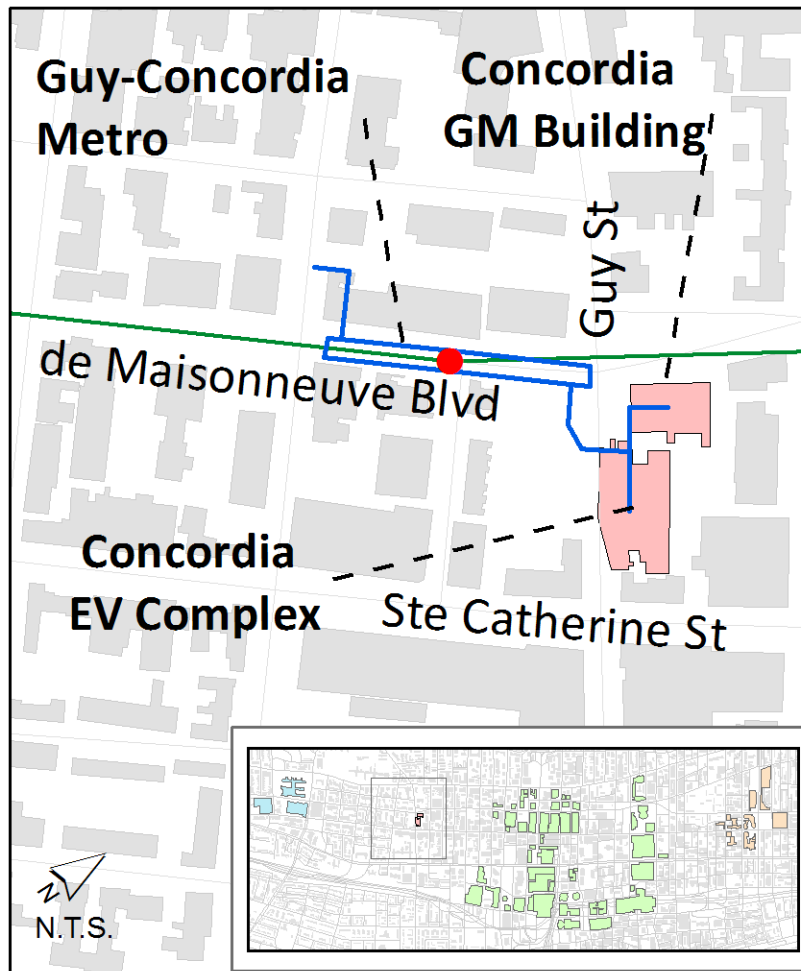 Guy-Concordia
Metro
Concordia
GM Building
Guy St
de Maisonneuve Blvd
Concordia
EV Complex
Ste Catherine St
N
N.T.S.